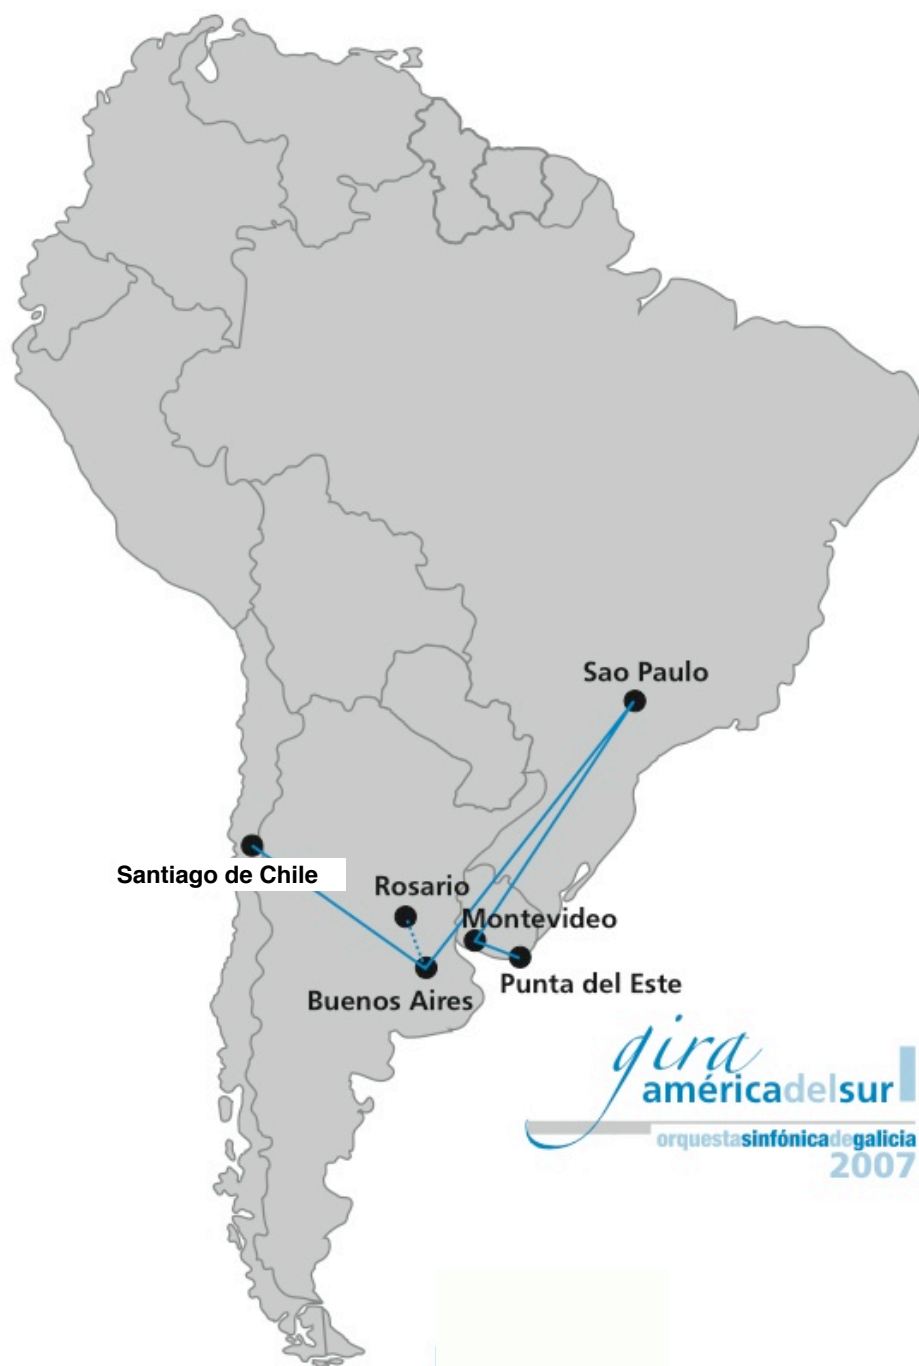 Sao Paulo
Santiago de Chile
Rosario
Montevideo
Punta del Este
Buenos Aires
gira
américadelsur
orquestasinfónicadegalicia
2007